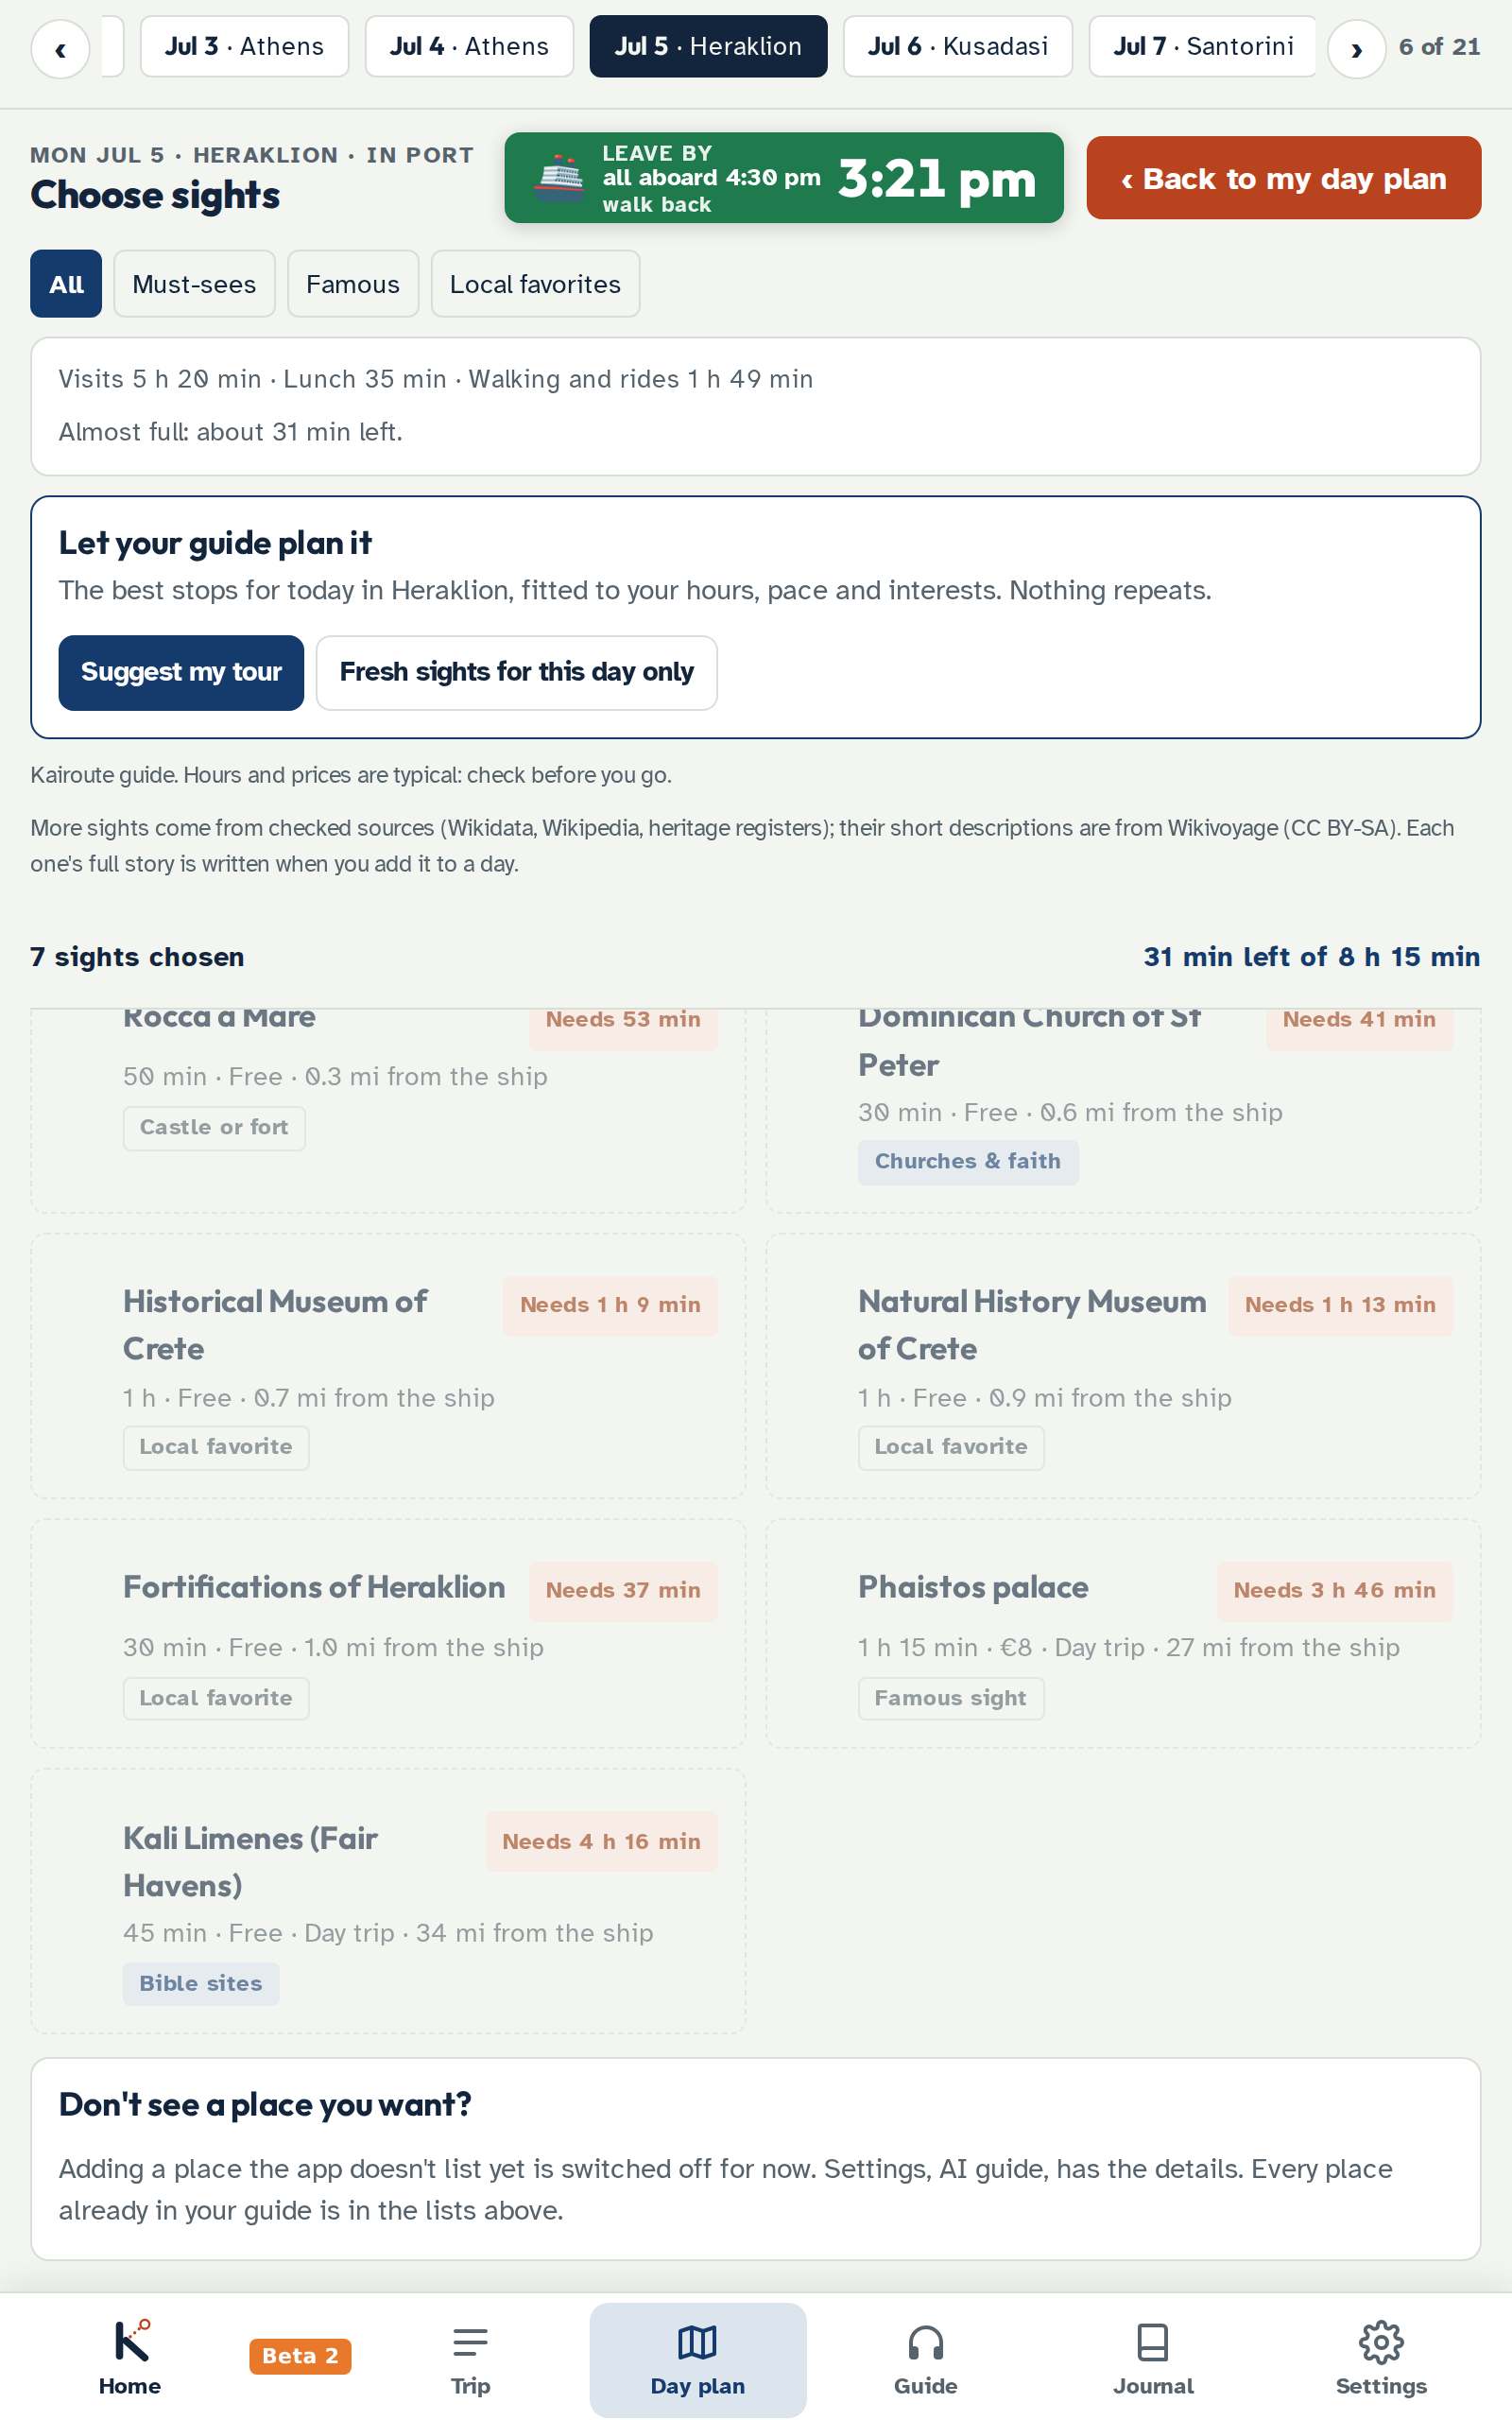 ‹
Jul 3 · Athens
Jul 4 · Athens
Jul 5 · Heraklion
Jul 6 · Kusadasi
Jul 7 · Santorini
›
6 of 21
MON JUL 5 · HERAKLION · IN PORT
Choose sights
LEAVE BY
all aboard 4:30 pm
walk back
3:21 pm
‹ Back to my day plan
All
Must-sees
Famous
Local favorites
Visits 5 h 20 min · Lunch 35 min · Walking and rides 1 h 49 min
Almost full: about 31 min left.
Let your guide plan it
The best stops for today in Heraklion, fitted to your hours, pace and interests. Nothing repeats.
Suggest my tour
Fresh sights for this day only
Kairoute guide. Hours and prices are typical: check before you go.
More sights come from checked sources (Wikidata, Wikipedia, heritage registers); their short descriptions are from Wikivoyage (CC BY-SA). Each
one's full story is written when you add it to a day.
7 sights chosen
31 min left of 8 h 15 min
Rocca a Mare
Needs 53 min
50 min · Free · 0.3 mi from the ship
Castle or fort
Dominican Church of St
Peter
Needs 41 min
30 min · Free · 0.6 mi from the ship
Churches & faith
Historical Museum of
Crete
Needs 1 h 9 min
1 h · Free · 0.7 mi from the ship
Local favorite
Natural History Museum
of Crete
Needs 1 h 13 min
1 h · Free · 0.9 mi from the ship
Local favorite
Fortifications of Heraklion
Needs 37 min
30 min · Free · 1.0 mi from the ship
Local favorite
Phaistos palace
Needs 3 h 46 min
1 h 15 min · €8 · Day trip · 27 mi from the ship
Famous sight
Kali Limenes (Fair
Havens)
Needs 4 h 16 min
45 min · Free · Day trip · 34 mi from the ship
Bible sites
Don't see a place you want?
Adding a place the app doesn't list yet is switched off for now. Settings, AI guide, has the details. Every place
already in your guide is in the lists above.
Home
Beta 2
Trip
Day plan
Guide
Journal
Settings